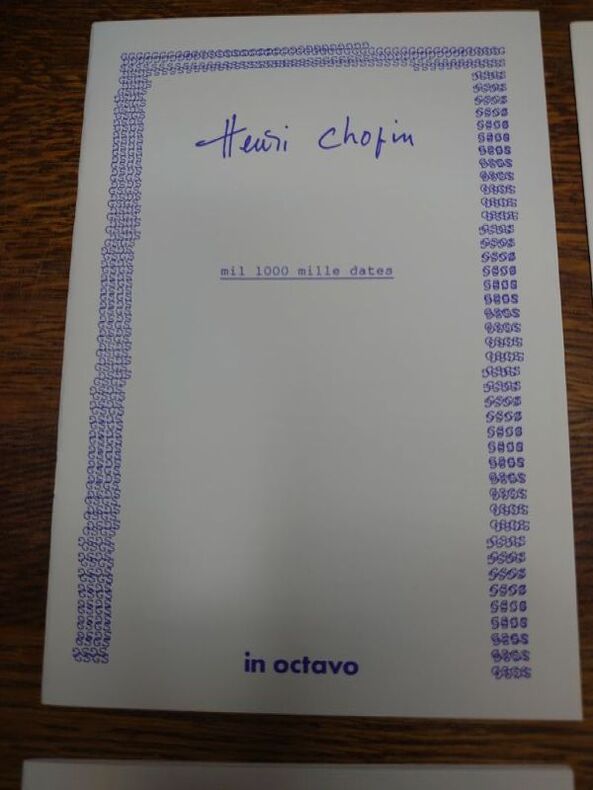 Henri Chopin
mil 1000 mille dates
in octavo